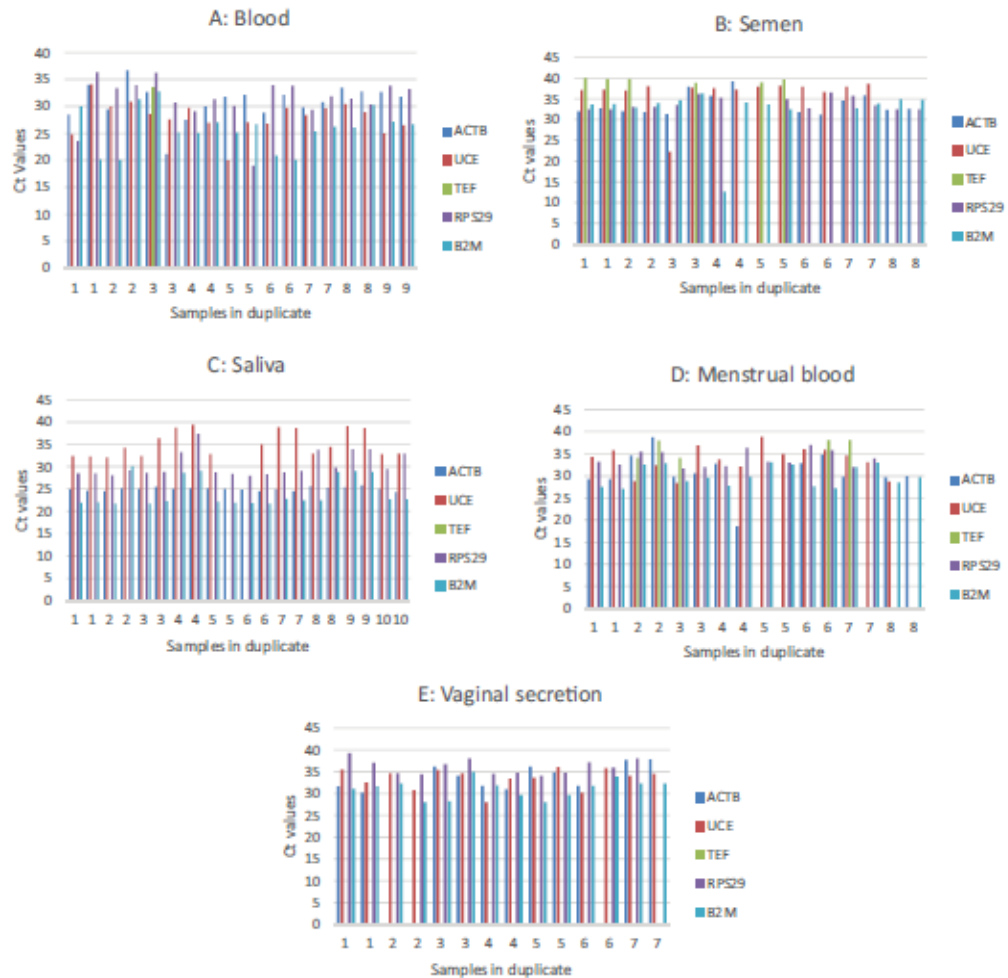 A: Blood
40
35
30
25
20
15
10
5
0
Ct Values
1 1 2 2 3 3 4 4 5 5 6 6 7 7 8 8 9 9
Samples in duplicate
ACTB
UCE
TEF
RPS29
B2M
B: Semen
45
40
35
30
25
20
15
10
5
0
Ct values
1 1 2 2 3 3 4 4 5 5 6 6 7 7 8 8
Samples in duplicate
ACTB
UCE
TEF
RPS29
B2M
C: Saliva
45
40
35
30
25
20
15
10
5
0
Ct values
1 1 2 2 3 3 4 4 5 5 6 6 7 7 8 8 9 9 10 10
Samples in duplicate
ACTB
UCE
TEF
RPS29
B2M
D: Menstrual blood
45
40
35
30
25
20
15
10
5
0
Ct values
1 1 2 2 3 3 4 4 5 5 6 6 7 7 8 8
Samples in duplicate
ACTB
UCE
TEF
RPS29
B2M
E: Vaginal secretion
45
40
35
30
25
20
15
10
5
0
Ct values
1 1 2 2 3 3 4 4 5 5 6 6 7 7
Samples in duplicate
ACTB
UCE
TEF
RPS29
B2M